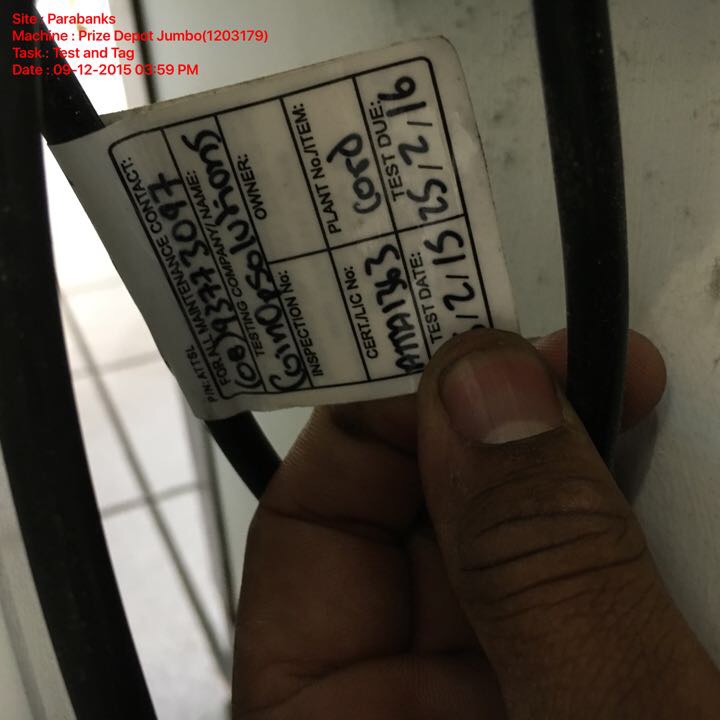 Site : Parabanks
Machine : Prize Depot Jumbo(1203179)
Task.: Test and Tag
Date : 09-12-2015 03:59 PM
P/N: ATTSL
FOR ALL MAINTENANCE CONTACT:
(08)93773097
TESTING COMPANY/NAME:
CoinOpSolutions
INSPECTION No:
OWNER:
PLANT No./ITEM:
Cord
CERT/LIC No:
TEST DATE:
/2/15
TEST DUE:
25/2/16